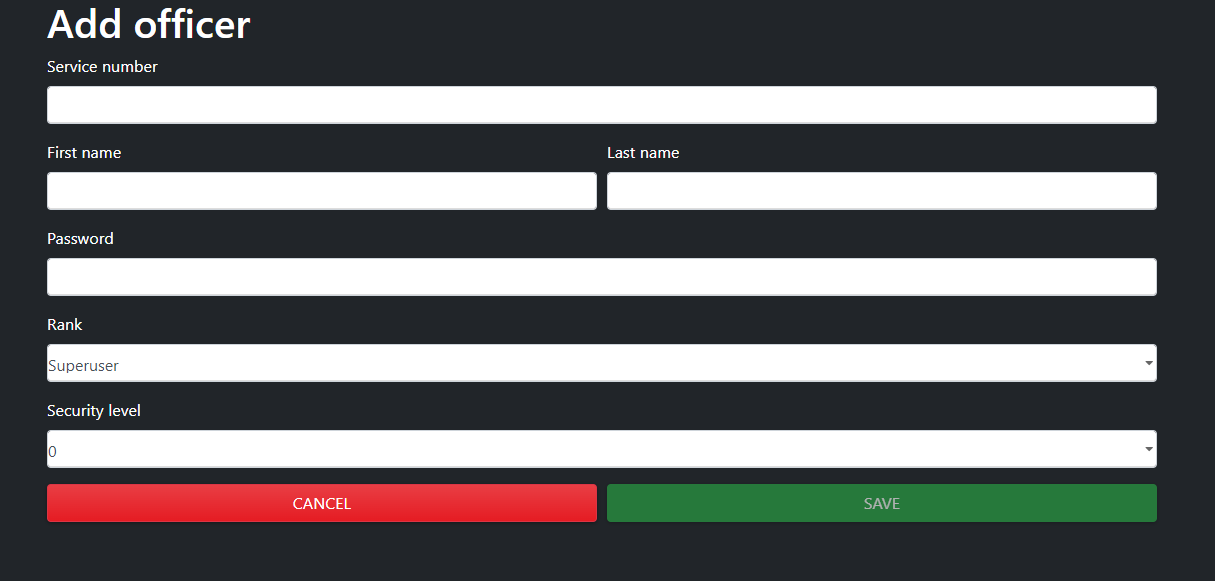 Add officer
Service number
First name Last name
Password
Rank
Superuser
Security level
0
CANCEL SAVE